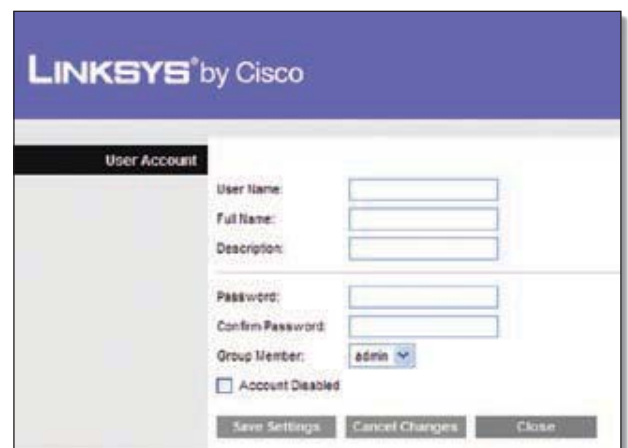 LINKSYS® by Cisco
User Account
User Name:
Full Name:
Description:
Password:
Confirm Password:
Group Member: admin
Account Disabled
Save Settings Cancel Changes Close